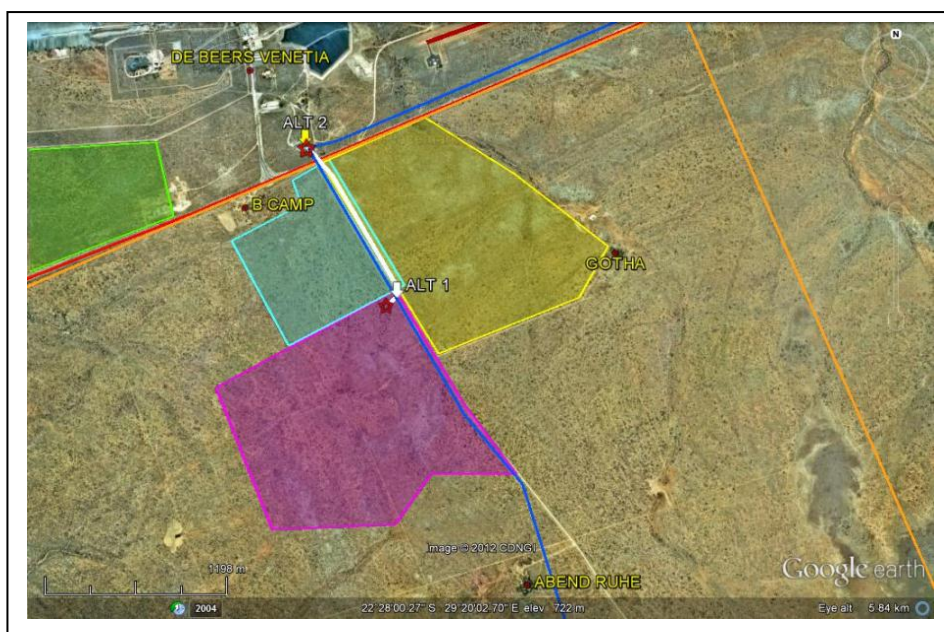 N
DE BEERS VENETIA
ALT 2
B CAMP
GOTHA
ALT 1
Image © 2012 CDNGI
1198 m
Google earth
ABEND RUHE
2004
22°28'00.27" S 29°20'02.70" E elev 722 m
Eye alt 5.84 km